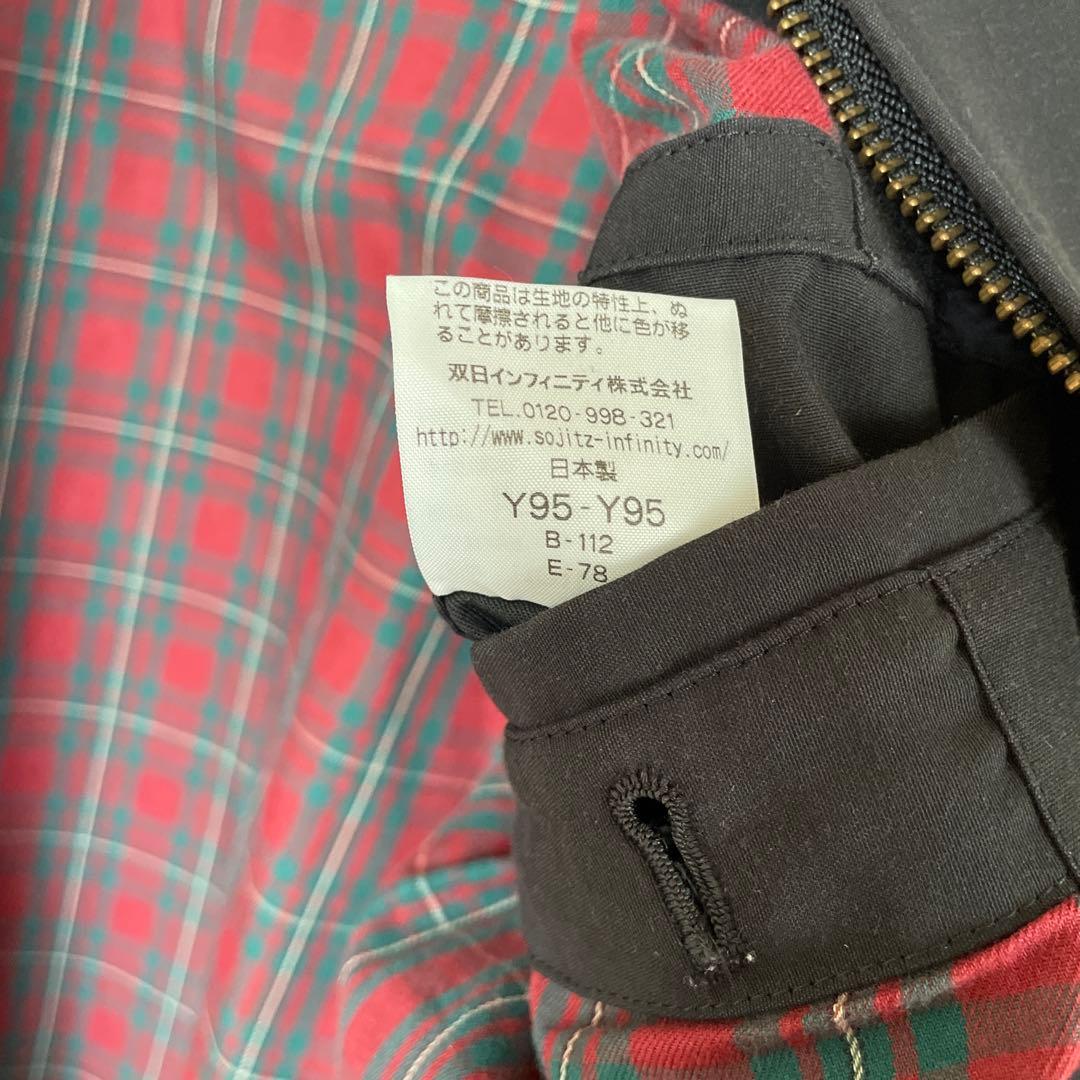 この商品は生地の特性上、ぬ
れて摩擦されると他に色が移
ることがあります。
双日インフィニティ株式会社
TEL.0120-998-321
http://www.sojitz-infinity.com/
日本製
Y95-Y95
B-112
E-78